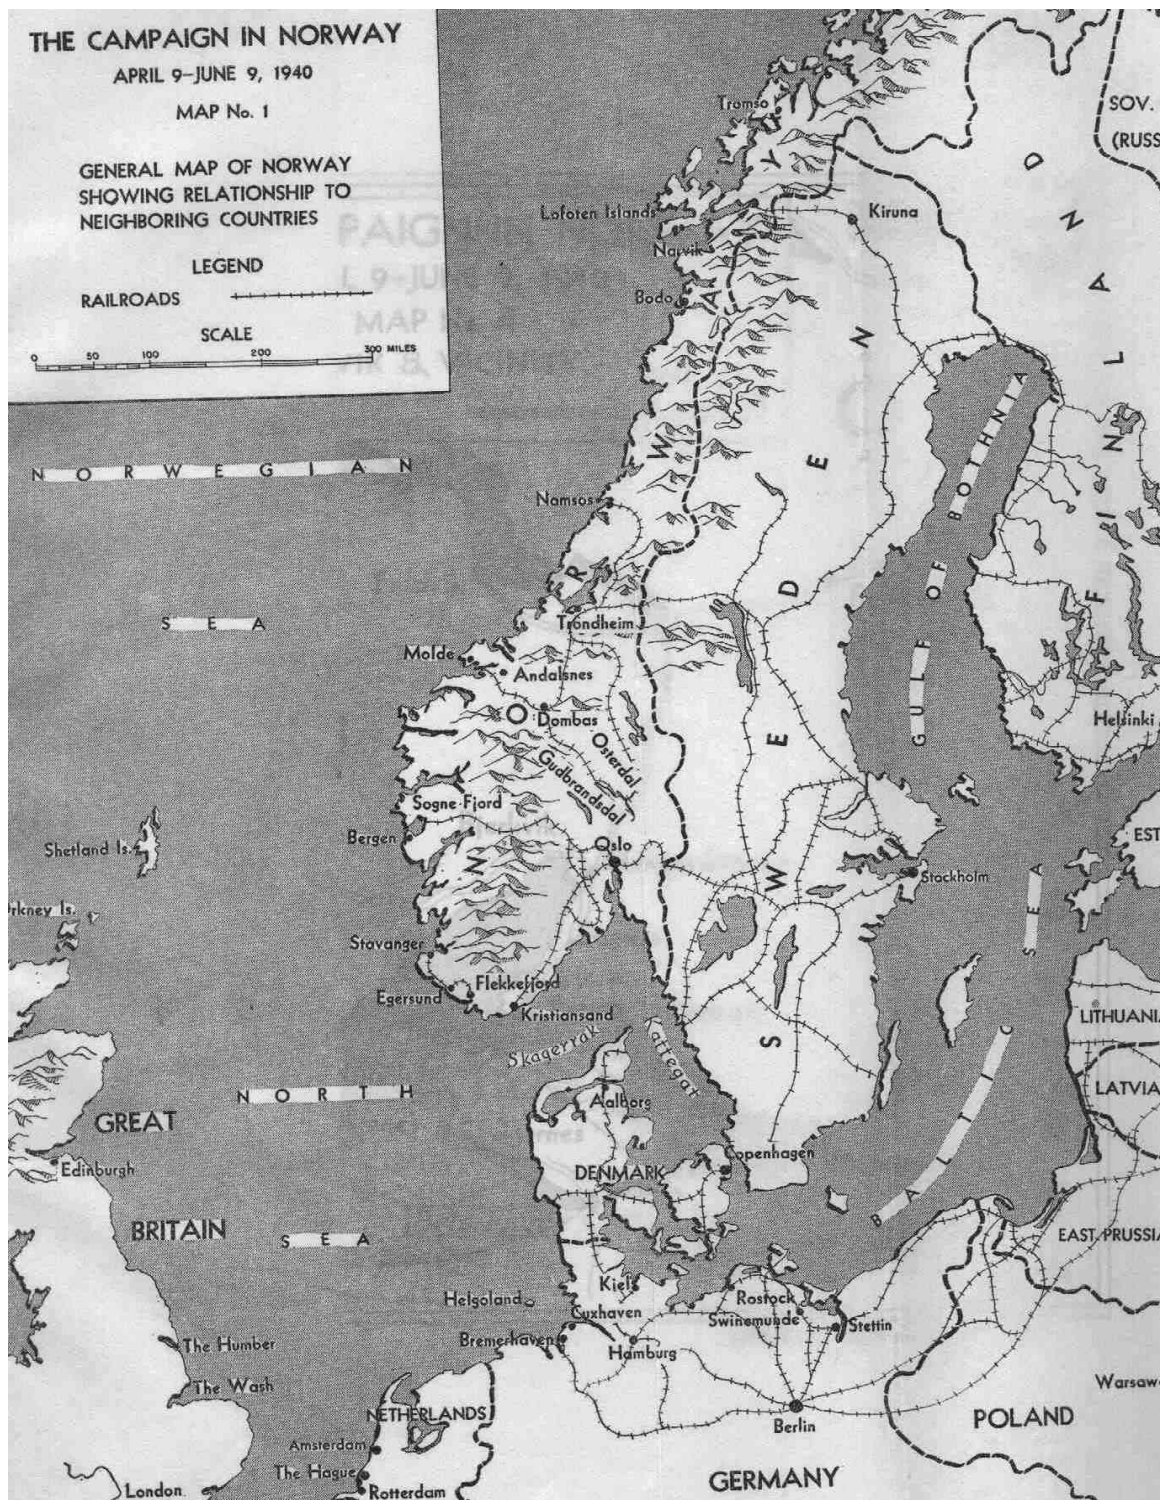 THE CAMPAIGN IN NORWAY
APRIL 9-JUNE 9, 1940
MAP No. 1
GENERAL MAP OF NORWAY
SHOWING RELATIONSHIP TO
NEIGHBORING COUNTRIES
LEGEND
RAILROADS
SCALE
0 50 100 200 300 MILES
Tromso
SOV.
(RUSS
Lofoten Islands
Kiruna
Narvik
Bodo
NORWEGIAN
SEA
NORWAY
SWEDEN
FINLAND
GULF OF BOTHNIA
Namsos
Trondheim
Molde
Andalsnes
Dombas
Osterdal
Gudbrandsdal
Helsinki
Sogne Fjord
Bergen
Oslo
Shetland Is.
EST
Stockholm
rkney Is.
Stavanger
Flekkefjord
Egersund
Kristiansand
Skagerrak
Kattegat
LITHUANIA
LATVIA
BALTIC SEA
NORTH
SEA
Aalborg
GREAT
BRITAIN
Edinburgh
Copenhagen
DENMARK
EAST PRUSSIA
Kiel
Helgoland
Cuxhaven
Rostock
Swinemunde
Stettin
Bremerhaven
Hamburg
The Humber
The Wash
Warsaw
NETHERLANDS
Berlin
POLAND
Amsterdam
The Hague
Rotterdam
London
GERMANY